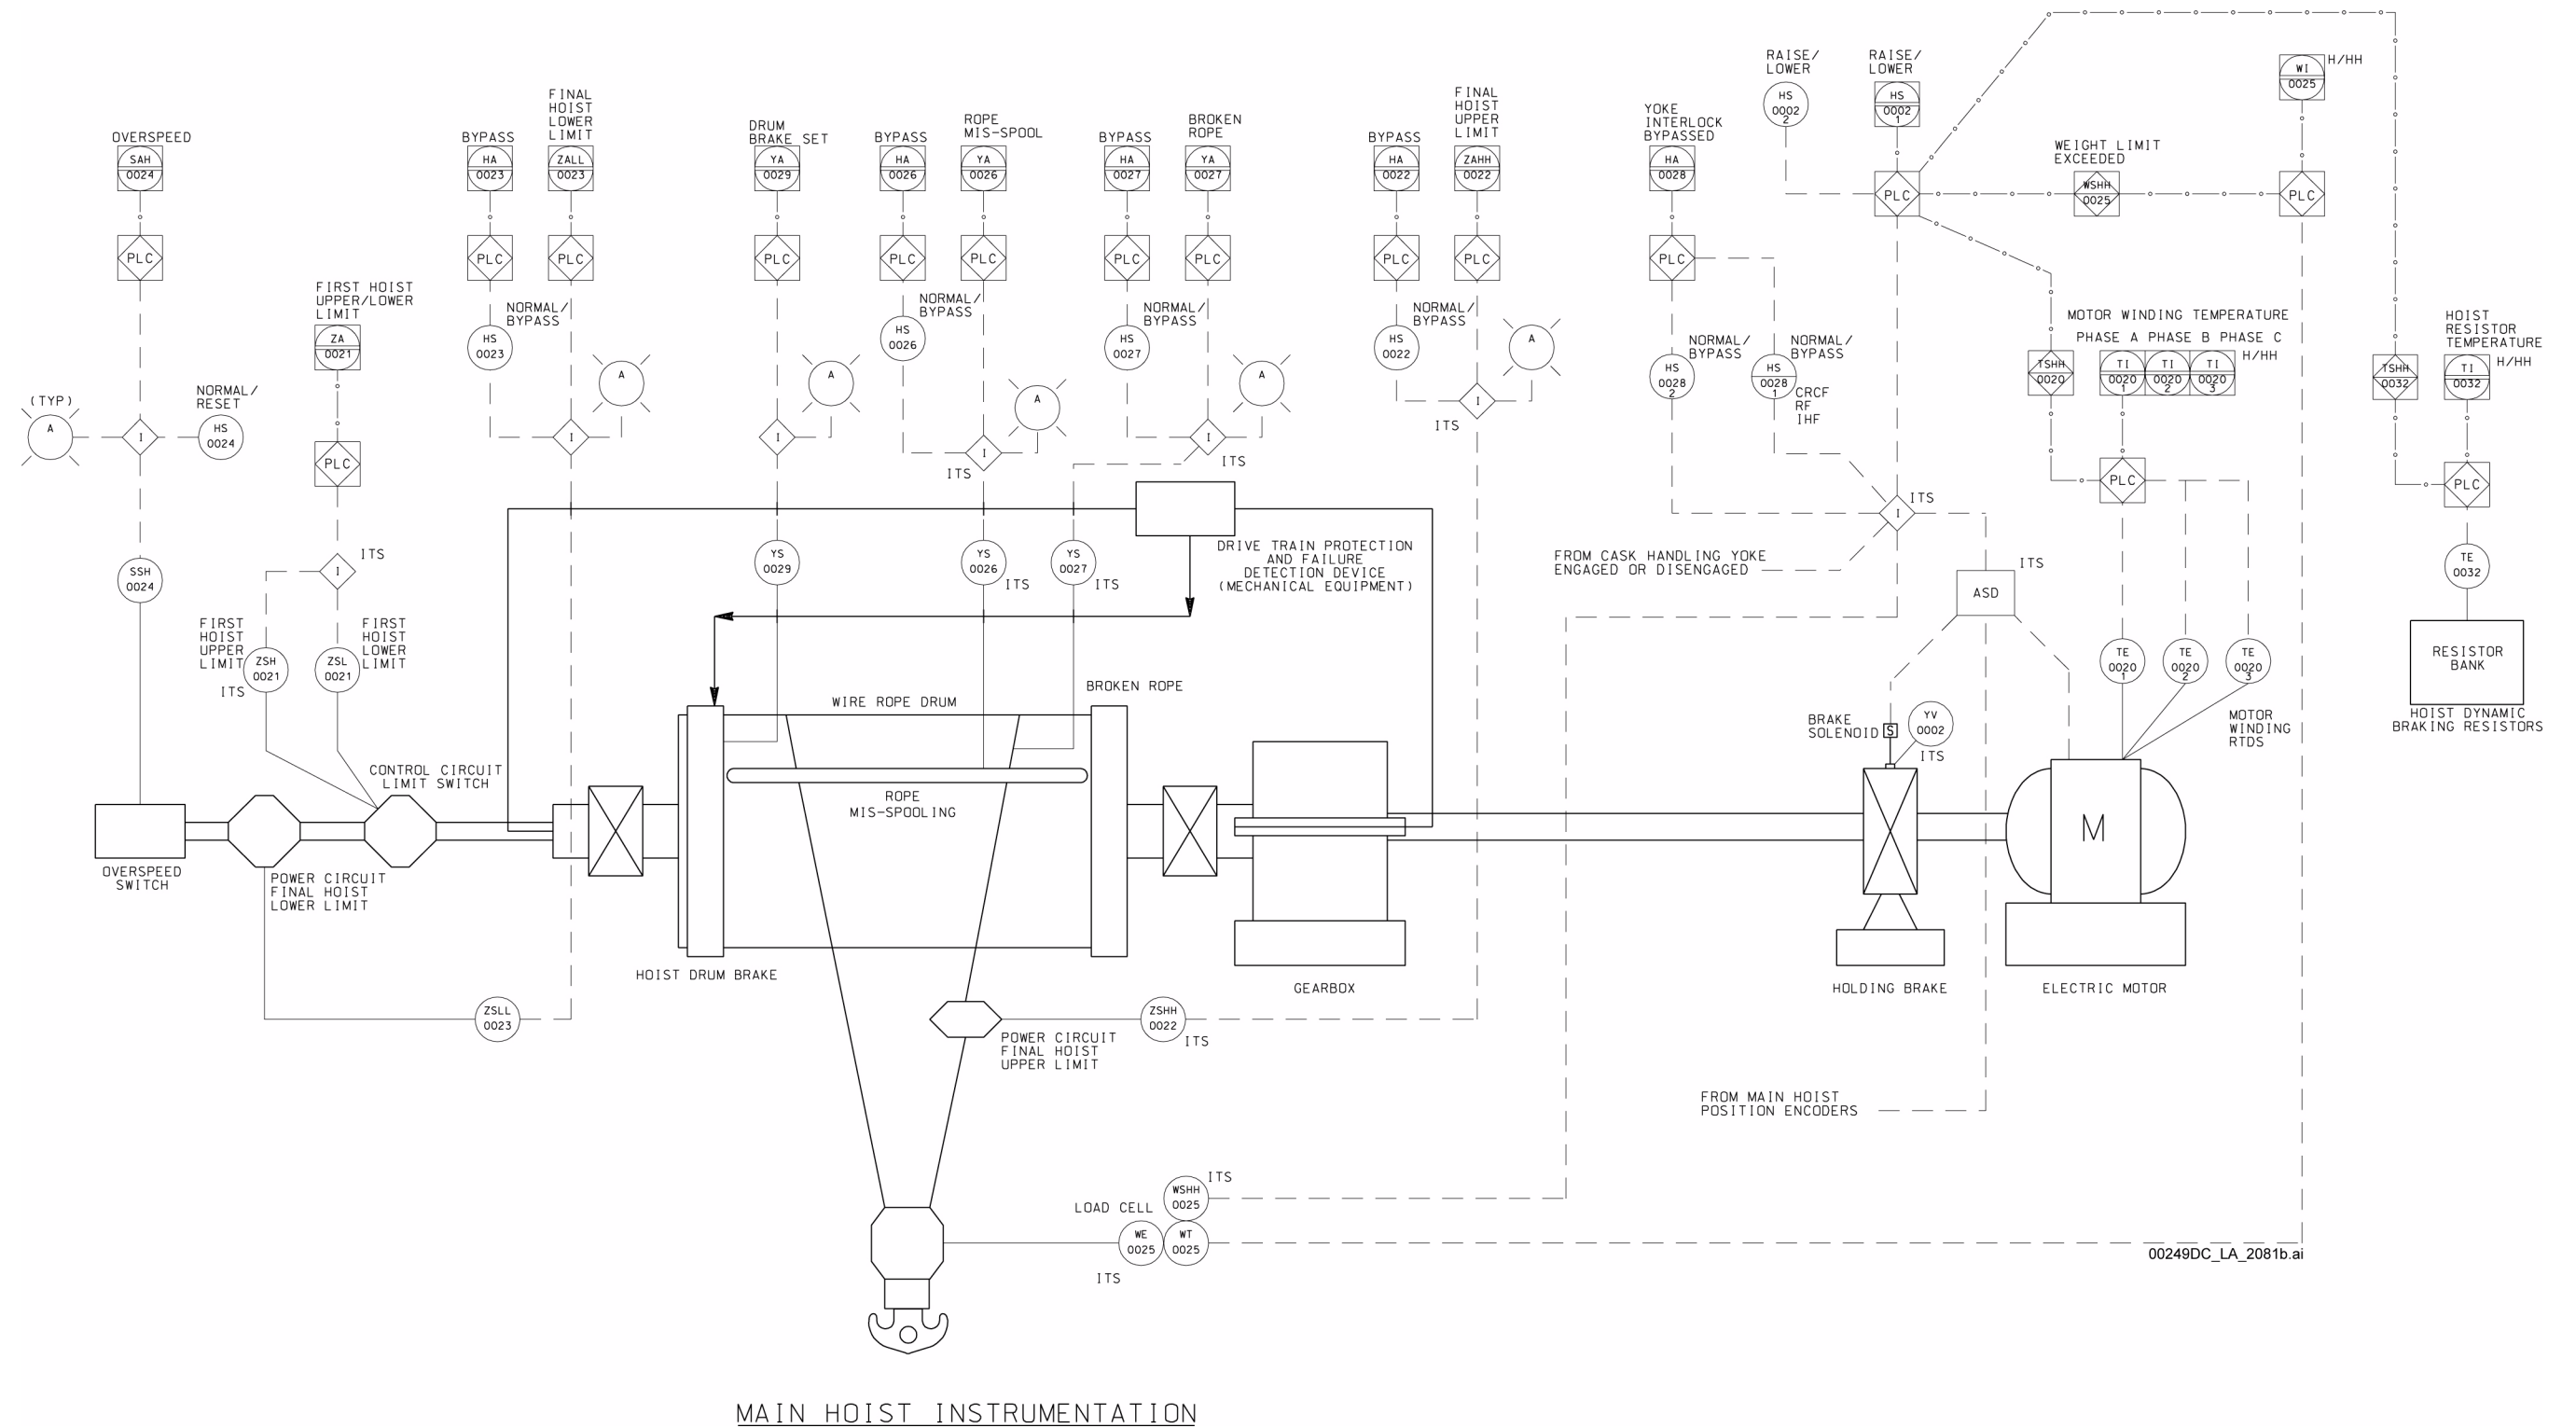 RAISE/
LOWER
HS
0002
2
RAISE/
LOWER
HS
0002
1
WI
0025
H/HH
OVERSPEED
SAH
0024
BYPASS
HA
0023
FINAL
HOIST
LOWER
LIMIT
ZALL
0023
DRUM
BRAKE SET
YA
0029
BYPASS
HA
0026
ROPE
MIS-SPOOL
YA
0026
BYPASS
HA
0027
BROKEN
ROPE
YA
0027
BYPASS
HA
0022
FINAL
HOIST
UPPER
LIMIT
ZAHH
0022
YOKE
INTERLOCK
BYPASSED
HA
0028
WEIGHT LIMIT
EXCEEDED
PLC
WSHH
0025
PLC
PLC
PLC
PLC
PLC
PLC
PLC
PLC
PLC
PLC
PLC
PLC
FIRST HOIST
UPPER/LOWER
LIMIT
ZA
0021
NORMAL/
BYPASS
HS
0023
A
A
NORMAL/
BYPASS
HS
0026
A
NORMAL/
BYPASS
HS
0027
A
NORMAL/
BYPASS
HS
0022
A
NORMAL/
BYPASS
HS
0028
2
NORMAL/
BYPASS
HS
0028
1
CRCF
RF
IHF
MOTOR WINDING TEMPERATURE
PHASE A PHASE B PHASE C
TSHH
0020
TI
0020
1
TI
0020
2
TI
0020
3
H/HH
TSHH
0032
HOIST
RESISTOR
TEMPERATURE
TI
0032
H/HH
(TYP)
A
I
NORMAL/
RESET
HS
0024
PLC
I
I
I
ITS
I
ITS
I
ITS
I
ITS
PLC
PLC
SSH
0024
I
ITS
YS
0029
YS
0026
ITS
YS
0027
ITS
DRIVE TRAIN PROTECTION
AND FAILURE
DETECTION DEVICE
(MECHANICAL EQUIPMENT)
FROM CASK HANDLING YOKE
ENGAGED OR DISENGAGED
ITS
ASD
TE
0032
FIRST
HOIST
UPPER
LIMIT
ZSH
0021
ITS
ZSL
0021
FIRST
HOIST
LOWER
LIMIT
TE
0020
1
TE
0020
2
TE
0020
3
RESISTOR
BANK
HOIST DYNAMIC
BRAKING RESISTORS
WIRE ROPE DRUM
BROKEN ROPE
BRAKE
SOLENOID
S
YV
0002
ITS
MOTOR
WINDING
RTDS
CONTROL CIRCUIT
LIMIT SWITCH
ROPE
MIS-SPOOLING
M
OVERSPEED
SWITCH
POWER CIRCUIT
FINAL HOIST
LOWER LIMIT
HOIST DRUM BRAKE
GEARBOX
HOLDING BRAKE
ELECTRIC MOTOR
ZSLL
0023
ZSHH
0022
ITS
POWER CIRCUIT
FINAL HOIST
UPPER LIMIT
FROM MAIN HOIST
POSITION ENCODERS
LOAD CELL
WSHH
0025
ITS
WE
0025
WT
0025
ITS
00249DC_LA_2081b.ai
MAIN HOIST INSTRUMENTATION